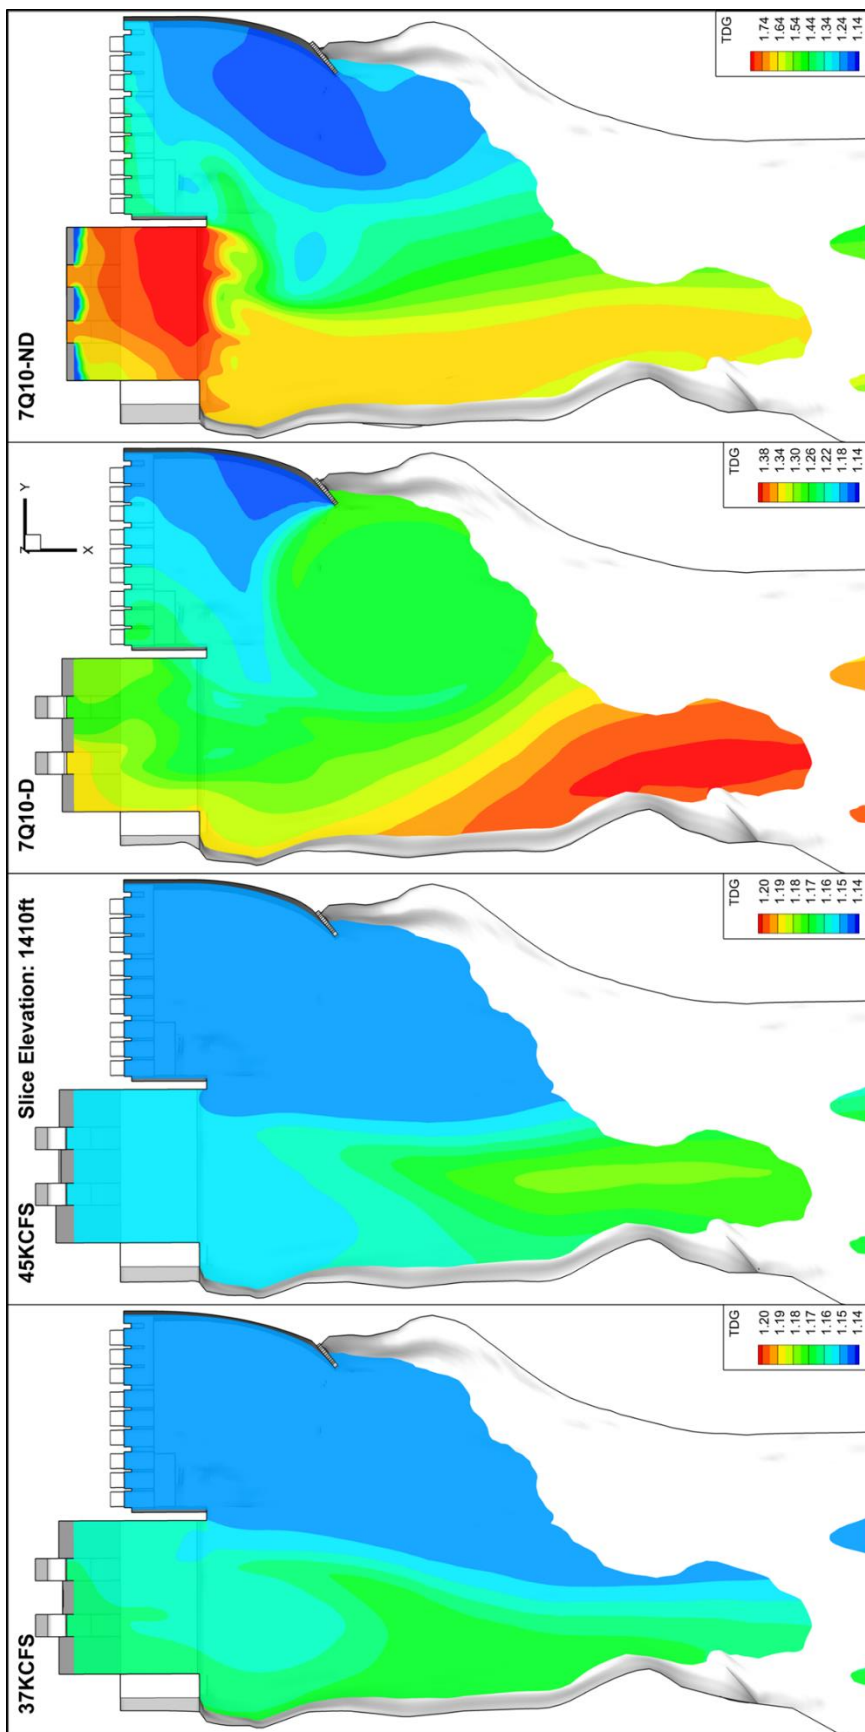 37KCFS
TDG
1.20
1.19
1.18
1.17
1.16
1.15
1.14
45KCFS
Slice Elevation: 1410ft
TDG
1.20
1.19
1.18
1.17
1.16
1.15
1.14
7Q10-D
Z
Y
X
TDG
1.38
1.34
1.30
1.26
1.22
1.18
1.14
7Q10-ND
TDG
1.74
1.64
1.54
1.44
1.34
1.24
1.14